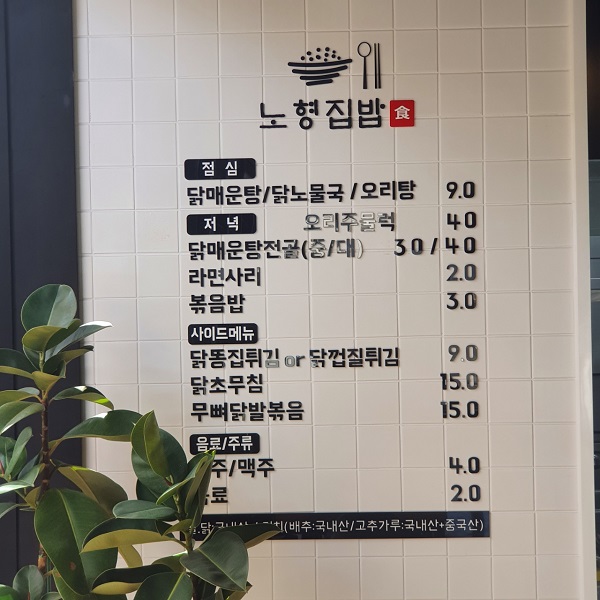 노형집밥 食
점 심
닭매운탕/닭노물국 /오리탕 9.0
저 녁 오리주물럭 40
닭매운탕전골(중/대) 30/40
라면사리 2.0
볶음밥 3.0
사이드메뉴
닭똥집튀김 or 닭껍질튀김 9.0
닭초무침 15.0
무뼈닭발볶음 15.0
음료/주류
주/맥주 4.0
료 2.0
(배추:국내산/고추가루:국내산+중국산)